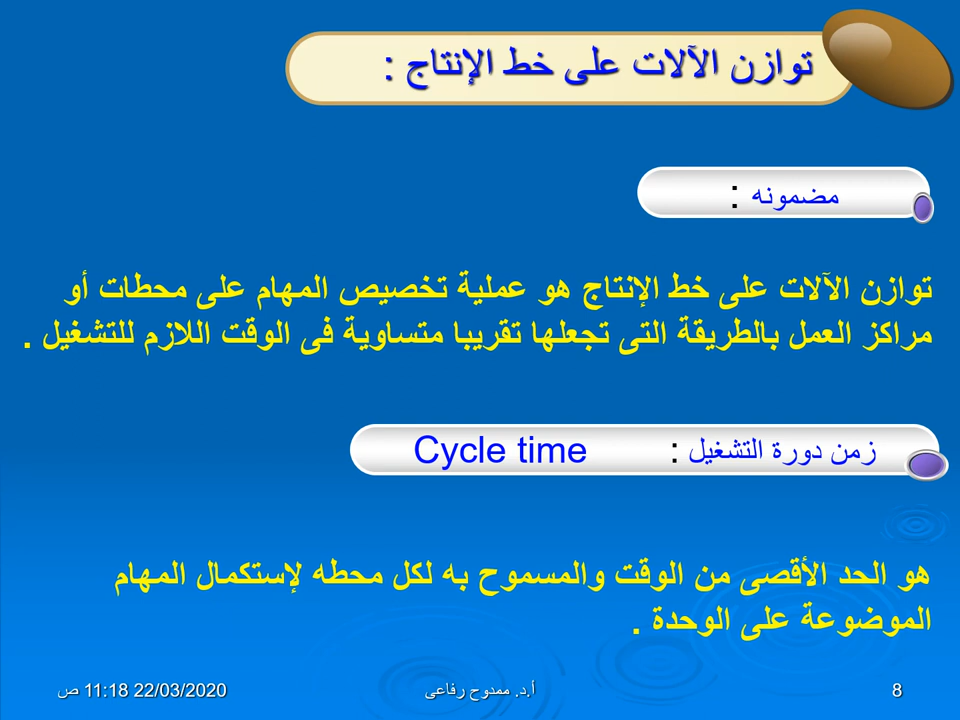 توازن الآلات على خط الإنتاج :
مضمونه :
توازن الآلات على خط الإنتاج هو عملية تخصيص المهام على محطات أو
مراكز العمل بالطريقة التى تجعلها تقريبا متساوية فى الوقت اللازم للتشغيل .
زمن دورة التشغيل : Cycle time
هو الحد الأقصى من الوقت والمسموح به لكل محطه لإستكمال المهام
الموضوعة على الوحدة .
8 أ.د. ممدوح رفاعى 22/03/2020 11:18 ص